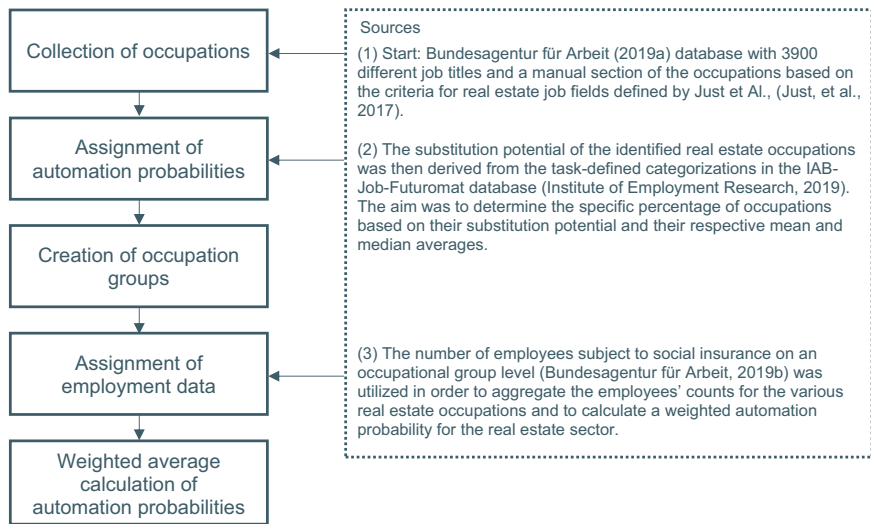 Collection of occupations
Assignment of
automation probabilities
Creation of occupation
groups
Assignment of
employment data
Weighted average
calculation of
automation probabilities
Sources
(1) Start: Bundesagentur für Arbeit (2019a) database with 3900
different job titles and a manual section of the occupations based on
the criteria for real estate job fields defined by Just et Al., (Just, et al.,
2017).
(2) The substitution potential of the identified real estate occupations
was then derived from the task-defined categorizations in the IAB-
Job-Futuromat database (Institute of Employment Research, 2019).
The aim was to determine the specific percentage of occupations
based on their substitution potential and their respective mean and
median averages.
(3) The number of employees subject to social insurance on an
occupational group level (Bundesagentur für Arbeit, 2019b) was
utilized in order to aggregate the employees’ counts for the various
real estate occupations and to calculate a weighted automation
probability for the real estate sector.